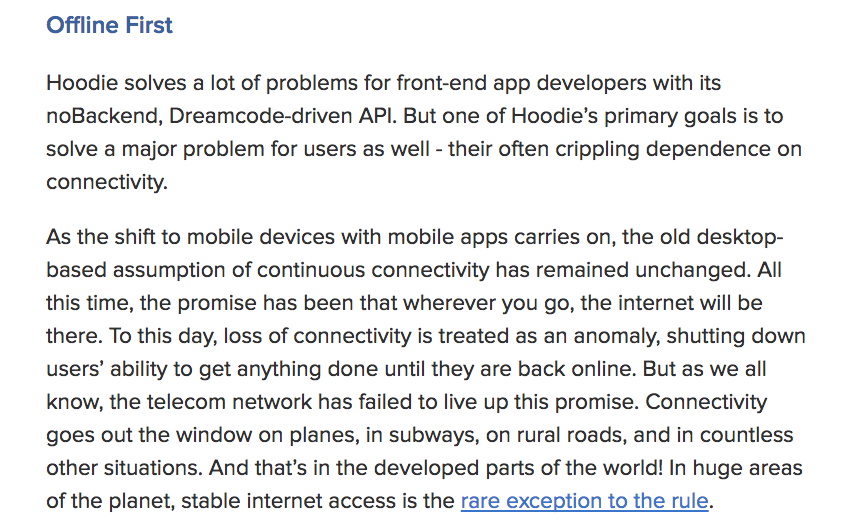 Offline First
Hoodie solves a lot of problems for front-end app developers with its
noBackend, Dreamcode-driven API. But one of Hoodie’s primary goals is to
solve a major problem for users as well - their often crippling dependence on
connectivity.
As the shift to mobile devices with mobile apps carries on, the old desktop-
based assumption of continuous connectivity has remained unchanged. All
this time, the promise has been that wherever you go, the internet will be
there. To this day, loss of connectivity is treated as an anomaly, shutting down
users’ ability to get anything done until they are back online. But as we all
know, the telecom network has failed to live up this promise. Connectivity
goes out the window on planes, in subways, on rural roads, and in countless
other situations. And that’s in the developed parts of the world! In huge areas
of the planet, stable internet access is the rare exception to the rule.